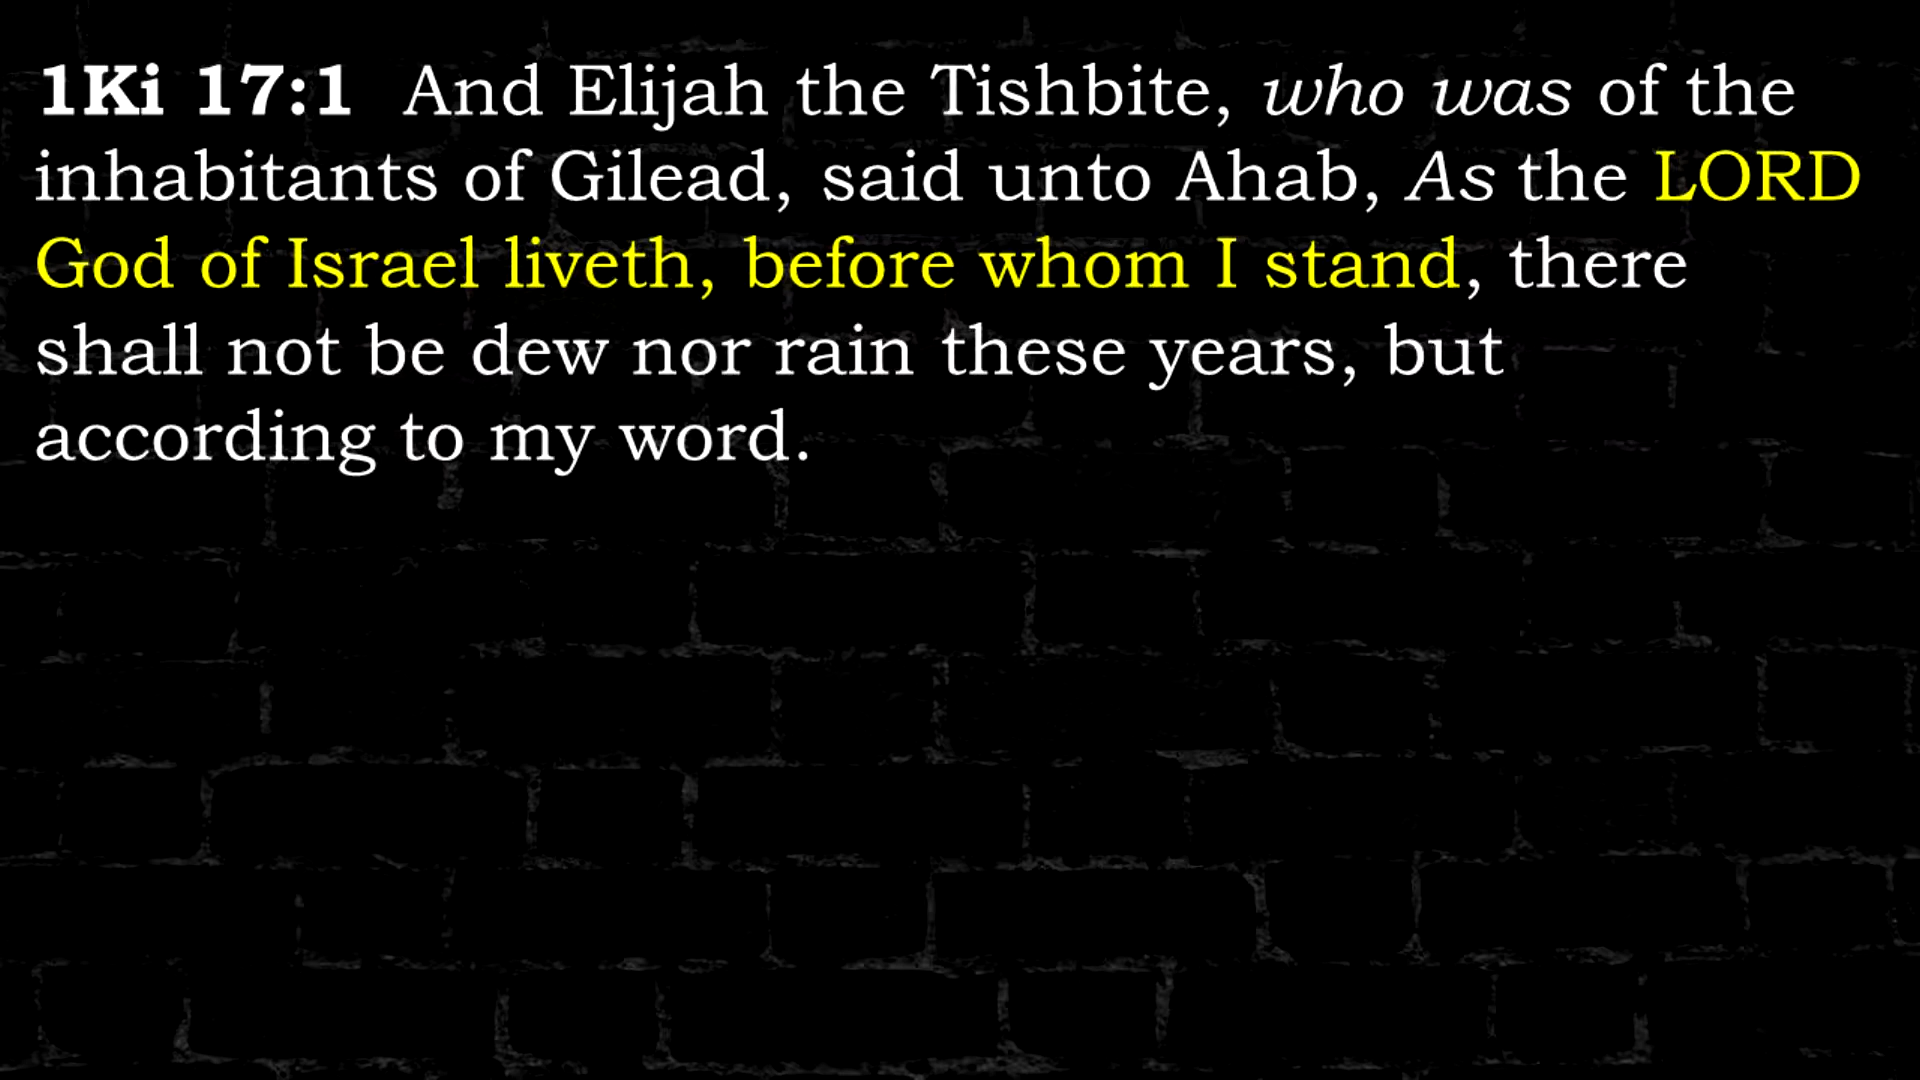 1Ki 17:1 And Elijah the Tishbite, who was of the
inhabitants of Gilead, said unto Ahab, As the LORD
God of Israel liveth, before whom I stand, there
shall not be dew nor rain these years, but
according to my word.